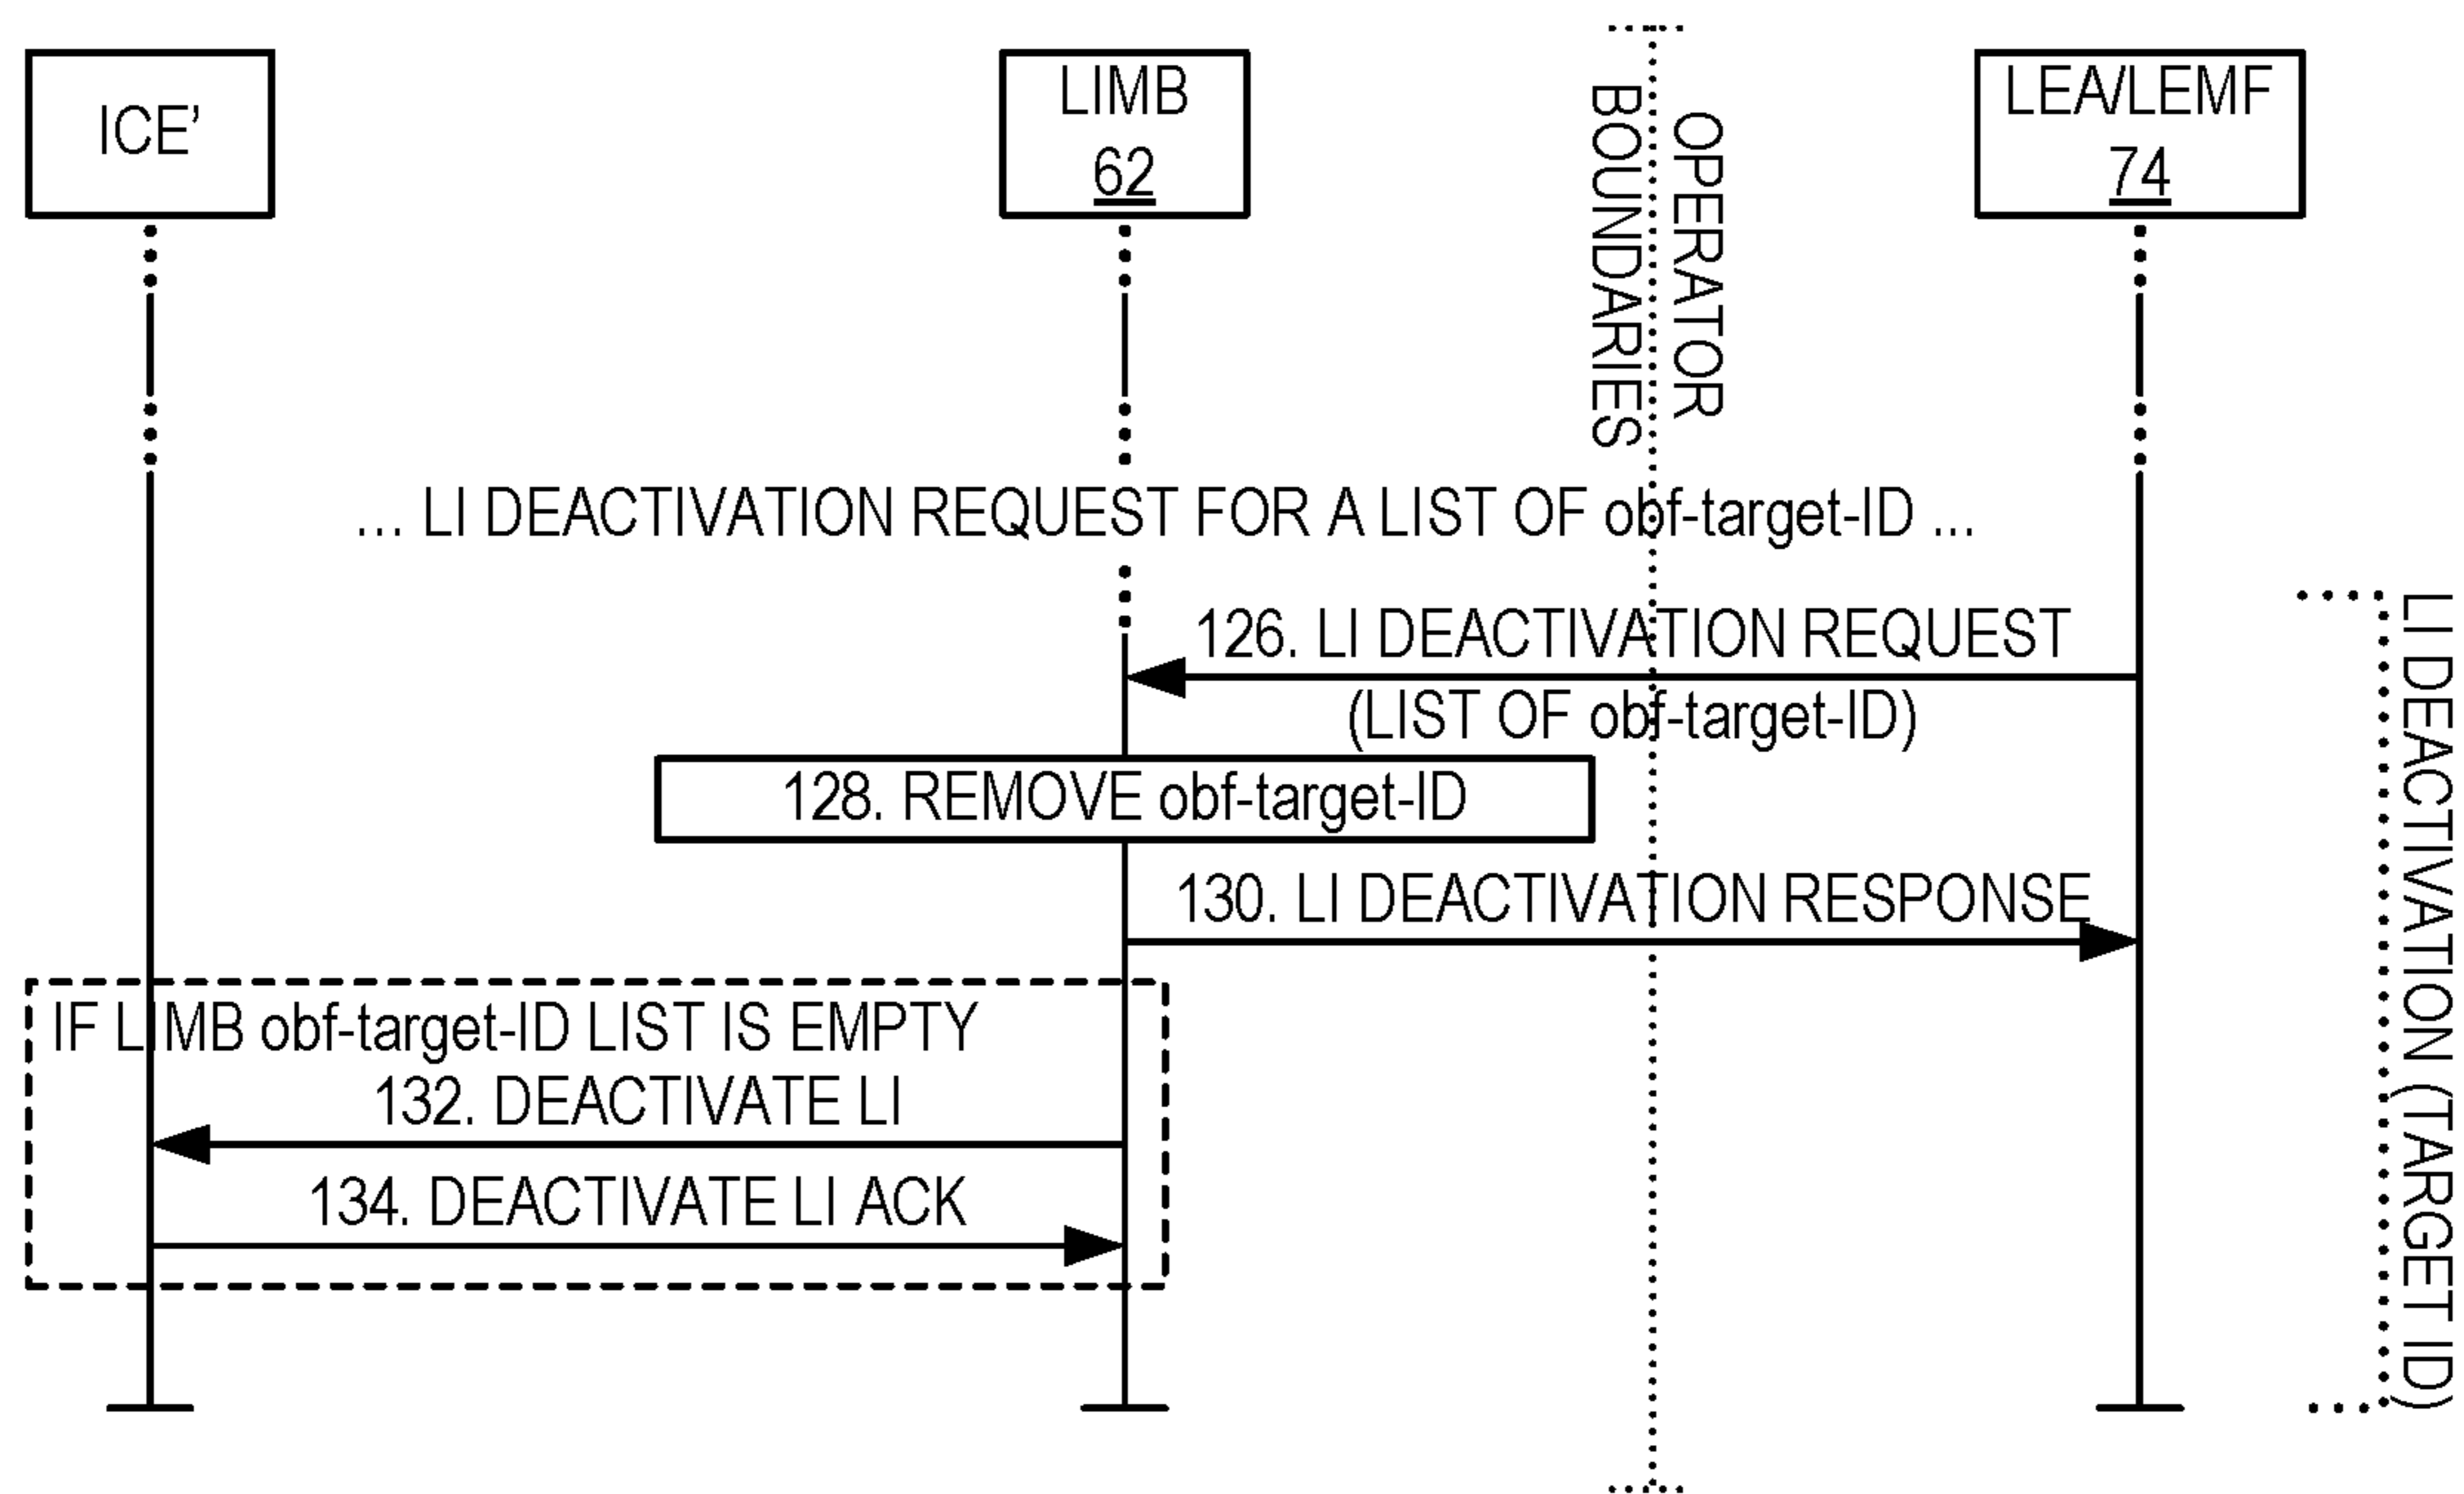 ICE’
LIMB
62
OPERATOR
BOUNDARIES
LEA/LEMF
74
... LI DEACTIVATION REQUEST FOR A LIST OF obf-target-ID ...
126. LI DEACTIVATION REQUEST
(LIST OF obf-target-ID)
128. REMOVE obf-target-ID
130. LI DEACTIVATION RESPONSE
IF LIMB obf-target-ID LIST IS EMPTY
132. DEACTIVATE LI
134. DEACTIVATE LI ACK
LI DEACTIVATION (TARGET ID)